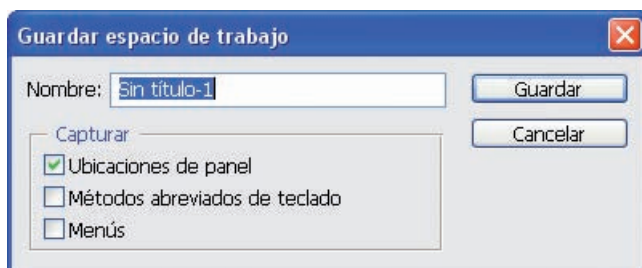 Guardar espacio de trabajo
Nombre: Sin título-1
Guardar
Capturar
Cancelar
Ubicaciones de panel
Métodos abreviados de teclado
Menús